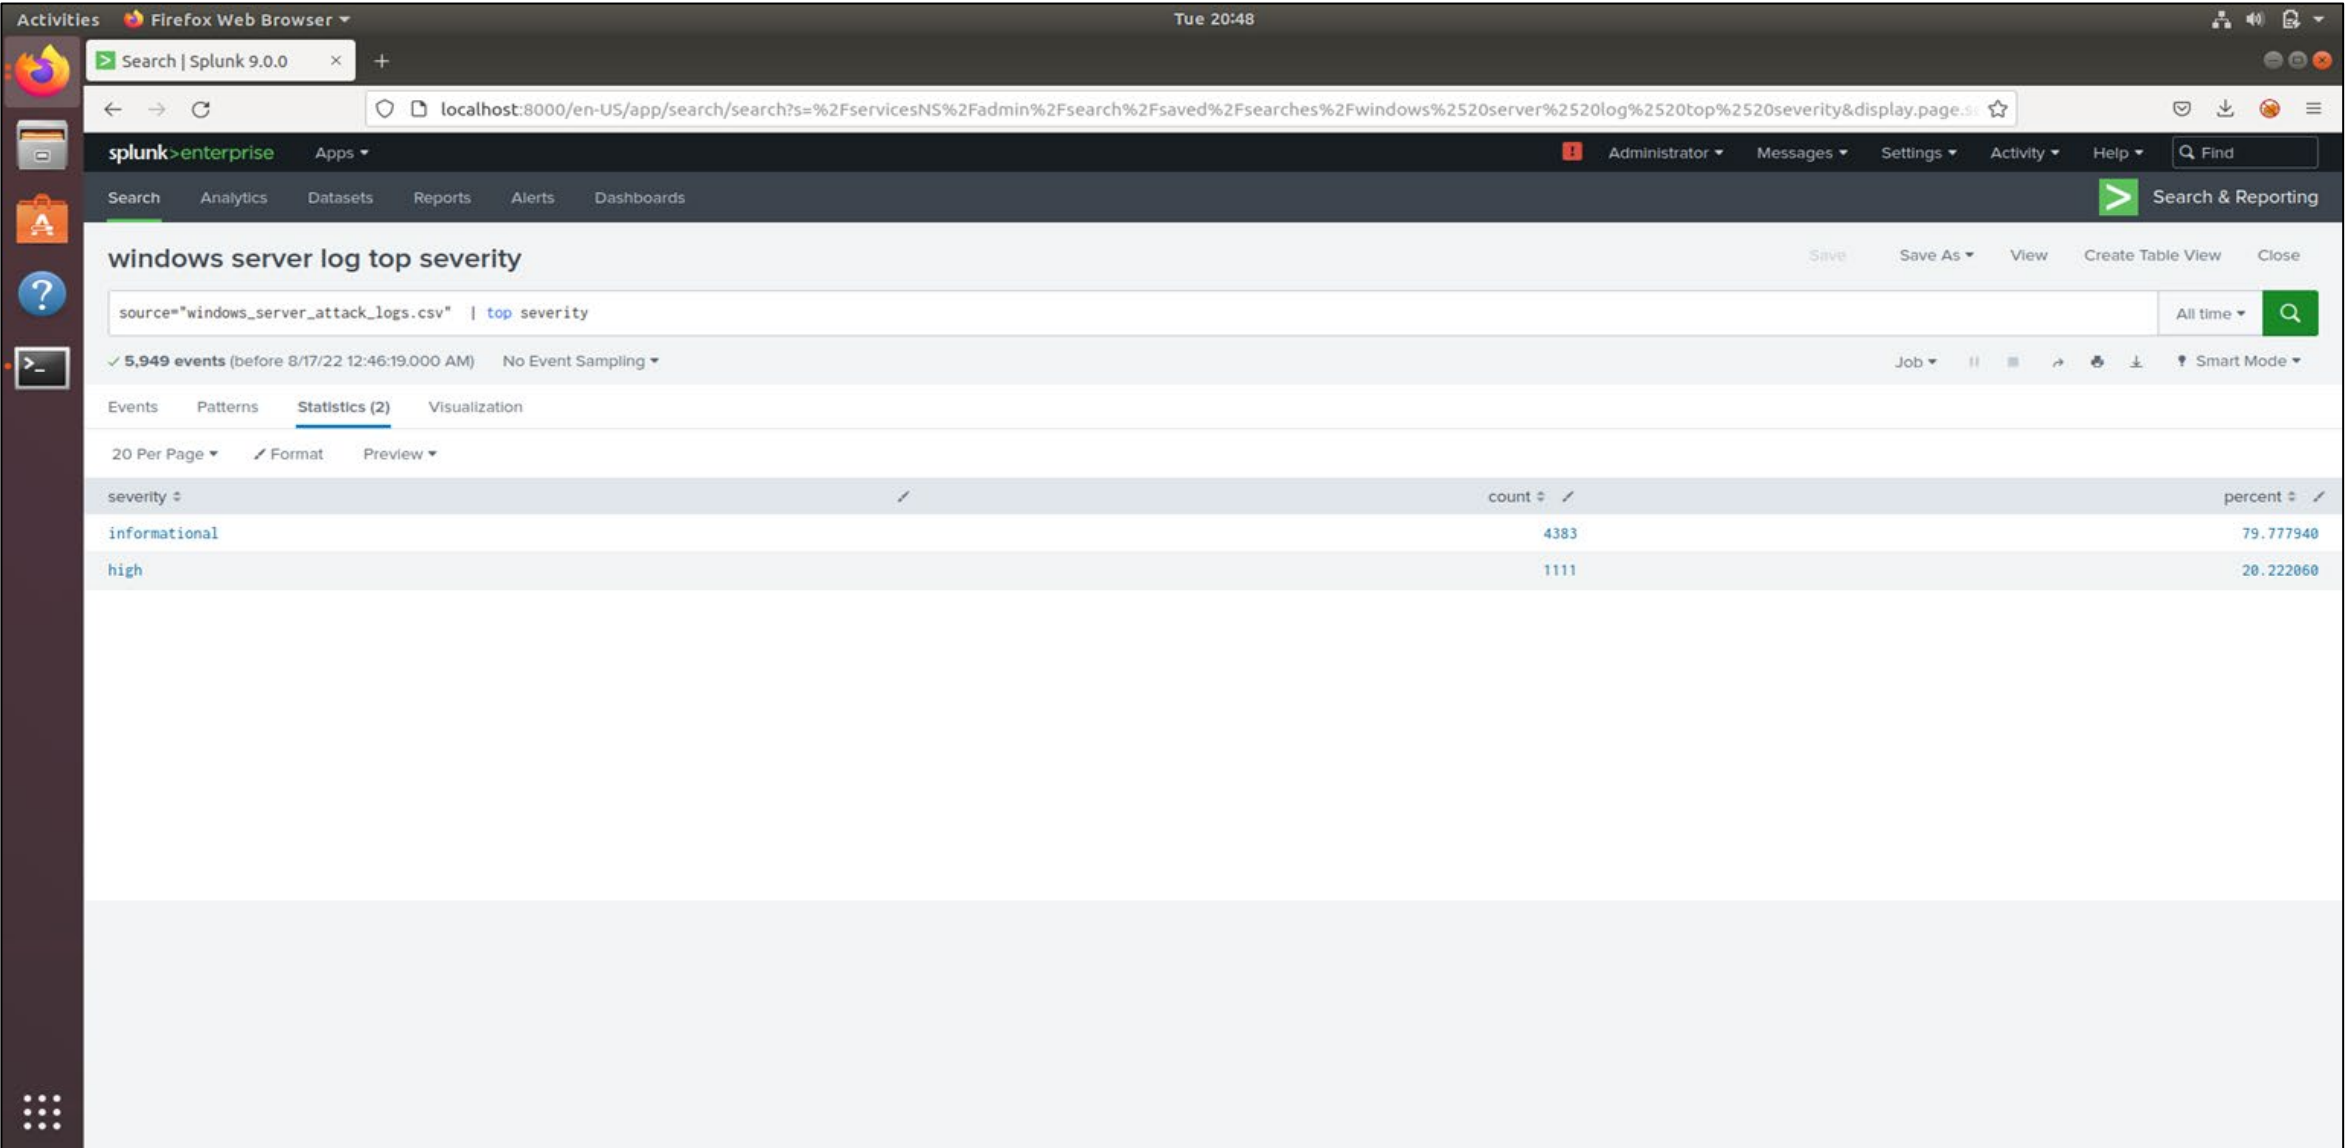 Activities Firefox Web Browser Tue 20:48
Search | Splunk 9.0.0
localhost:8000/en-US/app/search/search?s=%2FservicesNS%2Fadmin%2Fsearch%2Fsaved%2Fsearches%2Fwindows%2520server%2520log%2520top%2520severity&display.page.s
splunk>enterprise Apps Administrator Messages Settings Activity Help Find
Search Analytics Datasets Reports Alerts Dashboards Search & Reporting
windows server log top severity Save Save As View Create Table View Close
source="windows_server_attack_logs.csv" | top severity All time
5,949 events (before 8/17/22 12:46:19.000 AM) No Event Sampling Job Smart Mode
Events Patterns Statistics (2) Visualization
20 Per Page Format Preview
severity count percent
informational 4383 79.777940
high 1111 20.222060